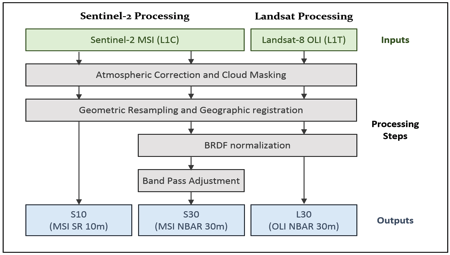 Sentinel-2 Processing
Landsat Processing
Sentinel-2 MSI (L1C)
Landsat-8 OLI (L1T)
Inputs
Atmospheric Correction and Cloud Masking
Geometric Resampling and Geographic registration
Processing
Steps
BRDF normalization
Band Pass Adjustment
S10
(MSI SR 10m)
S30
(MSI NBAR 30m)
L30
(OLI NBAR 30m)
Outputs